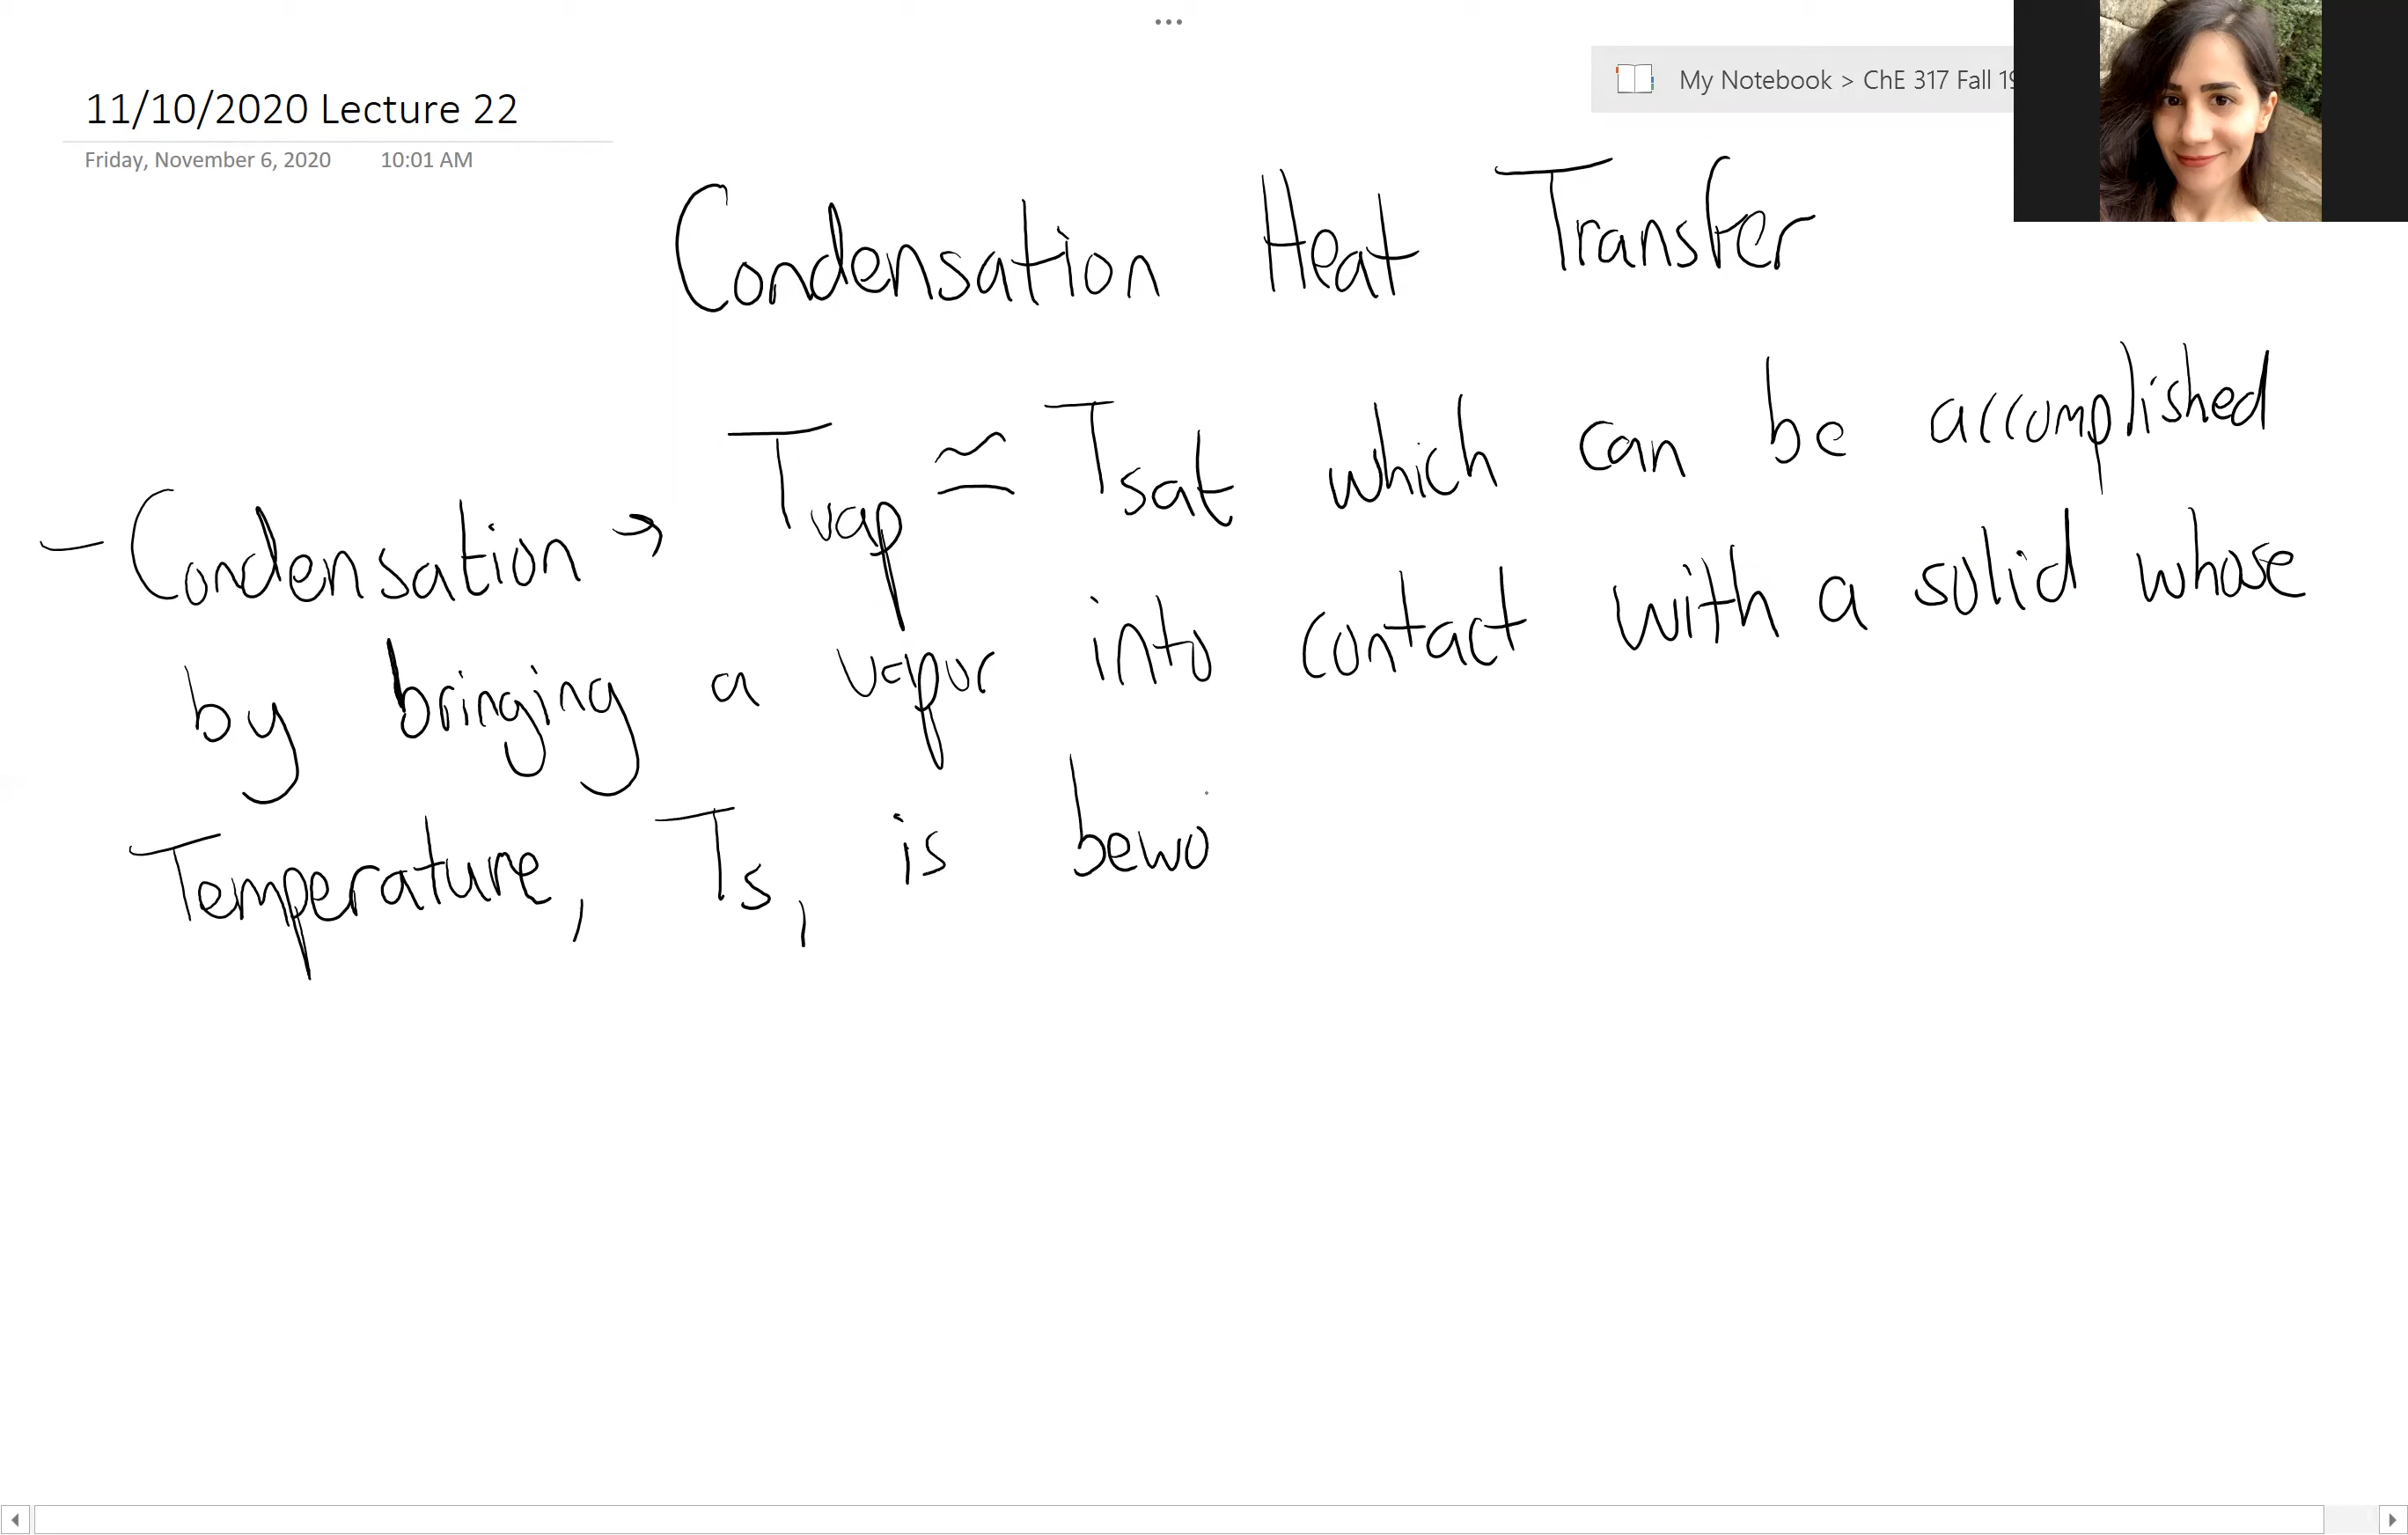 My Notebook > ChE 317 Fall 19
11/10/2020 Lecture 22
Friday, November 6, 2020 10:01 AM
Condensation Heat Transfer
– Condensation → Tvap ≃ Tsat which can be accomplished
by bringing a vapor into contact with a solid whose
Temperature, Ts, is bewo